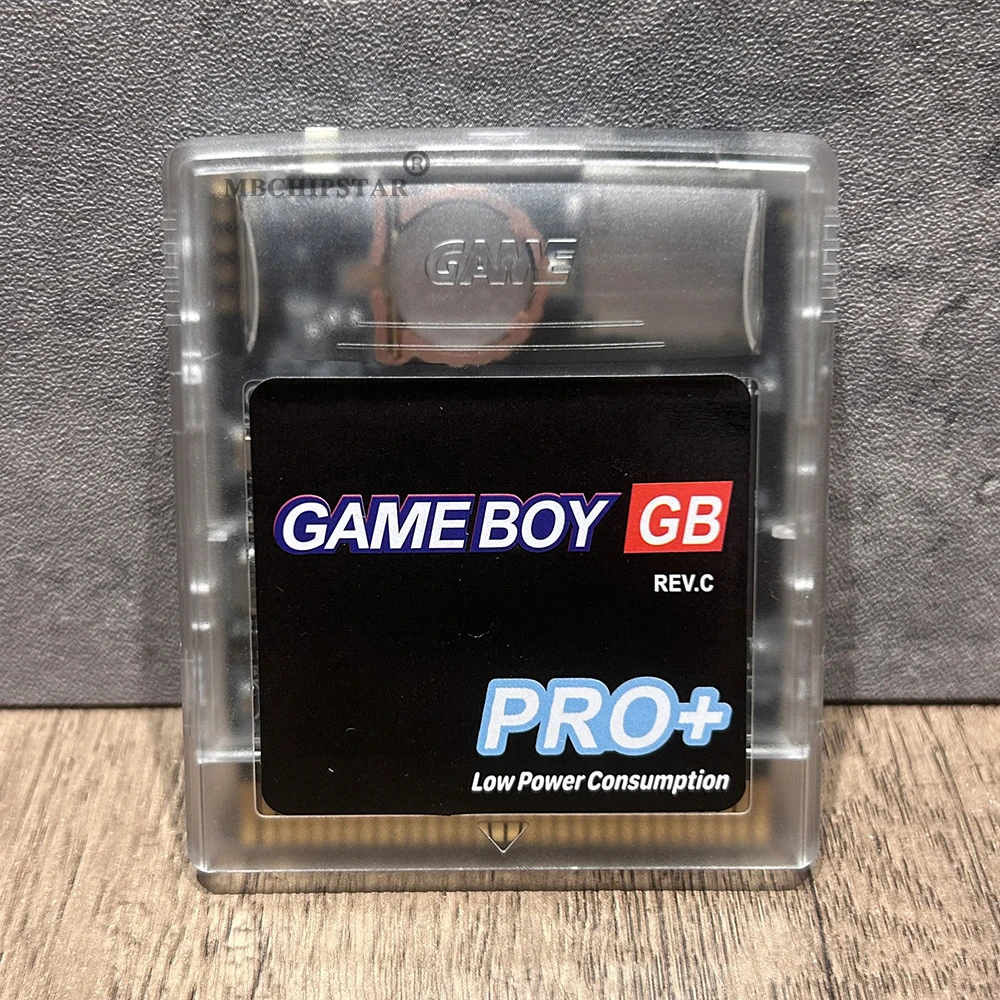 MBCHIPSTAR®
GAME
GAME BOY GB
REV.C
PRO+
Low Power Consumption